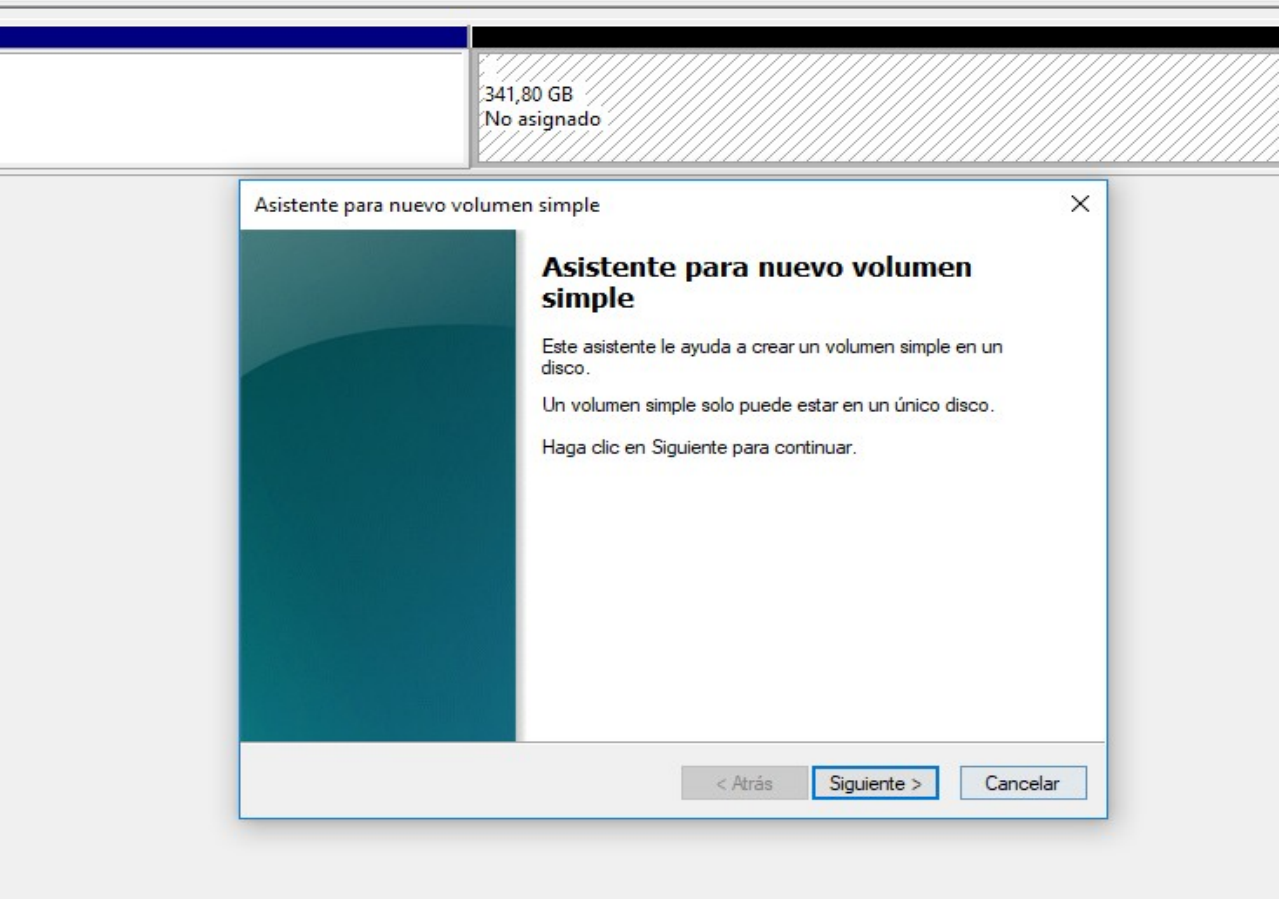 341,80 GB
No asignado
Asistente para nuevo volumen simple
Asistente para nuevo volumen
simple
Este asistente le ayuda a crear un volumen simple en un
disco.
Un volumen simple solo puede estar en un único disco.
Haga clic en Siguiente para continuar.
< Atrás
Siguiente >
Cancelar